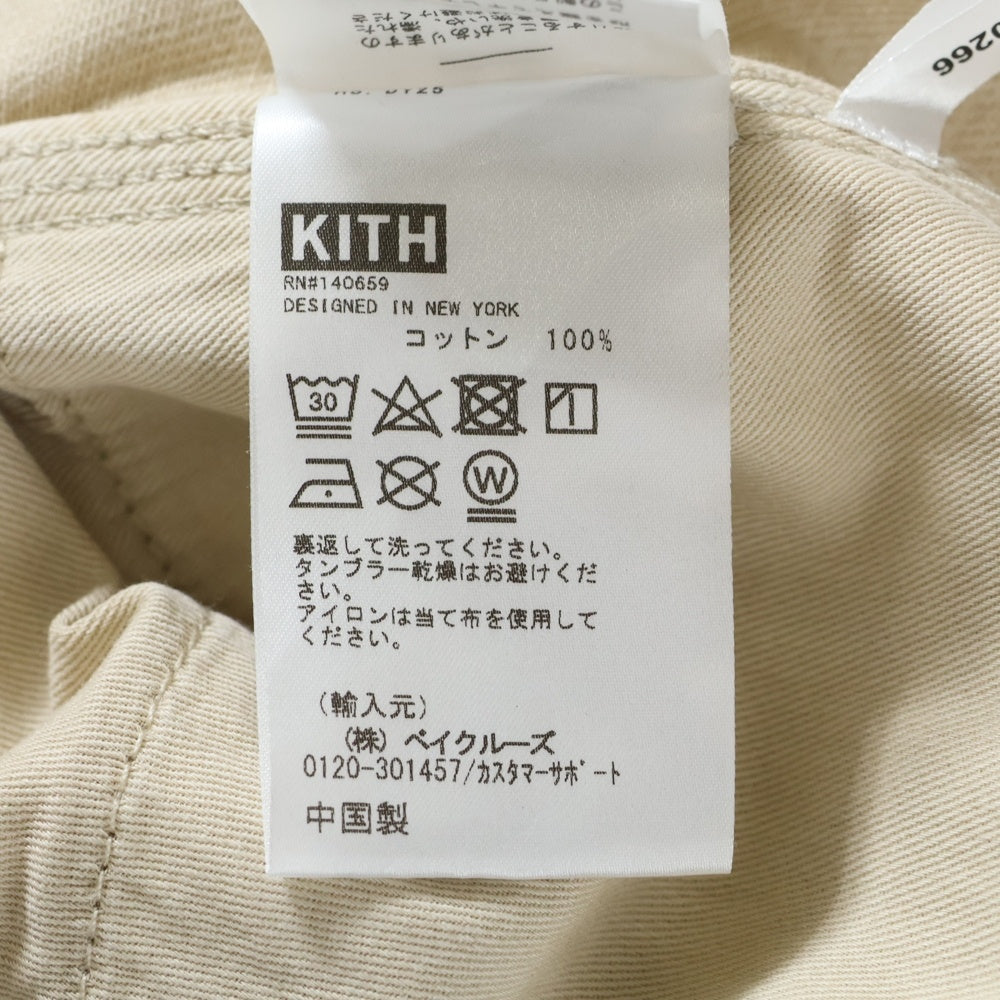 0266
KITH
RN#140659
DESIGNED IN NEW YORK
コットン 100%
30
W
裏返して洗ってください。
タンブラー乾燥はお避けくだ
さい。
アイロンは当て布を使用して
ください。
(輸入元)
(株) ベイクルーズ
0120-301457/カスタマーサポート
中国製